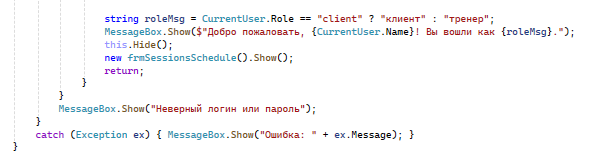 string roleMsg = CurrentUser.Role == "client" ? "клиент" : "тренер";
MessageBox.Show($"Добро пожаловать, {CurrentUser.Name}! Вы вошли как {roleMsg}.");
this.Hide();
new frmSessionsSchedule().Show();
return;
}
}
MessageBox.Show("Неверный логин или пароль");
}
catch (Exception ex) { MessageBox.Show("Ошибка: " + ex.Message); }
}